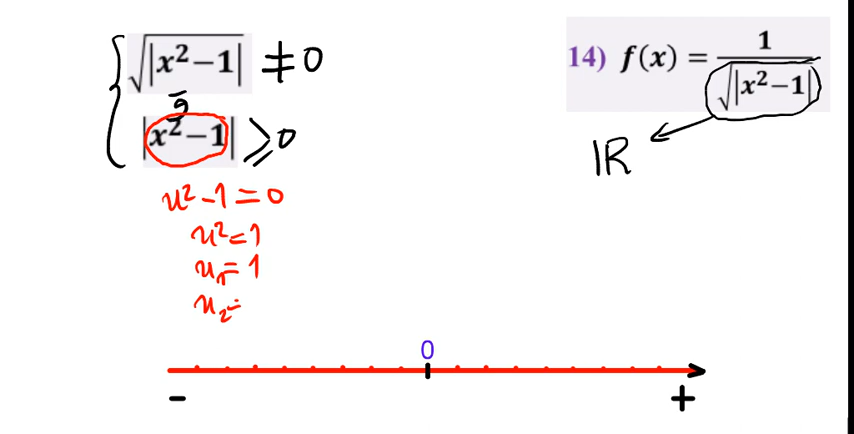 √|x²−1| ≠ 0
و
|x²−1| ≥ 0
x²-1=0
x²=1
x₁=1
x₂=
14) f(x) = 1/√|x²−1|
IR
0
- +